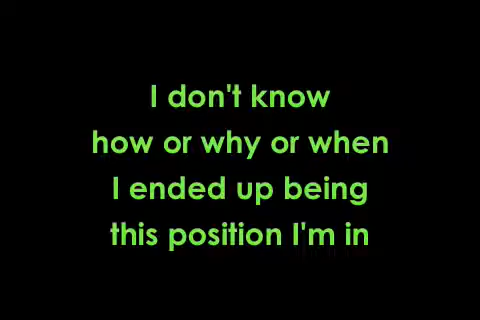 I don't know
how or why or when
I ended up being
this position I'm in